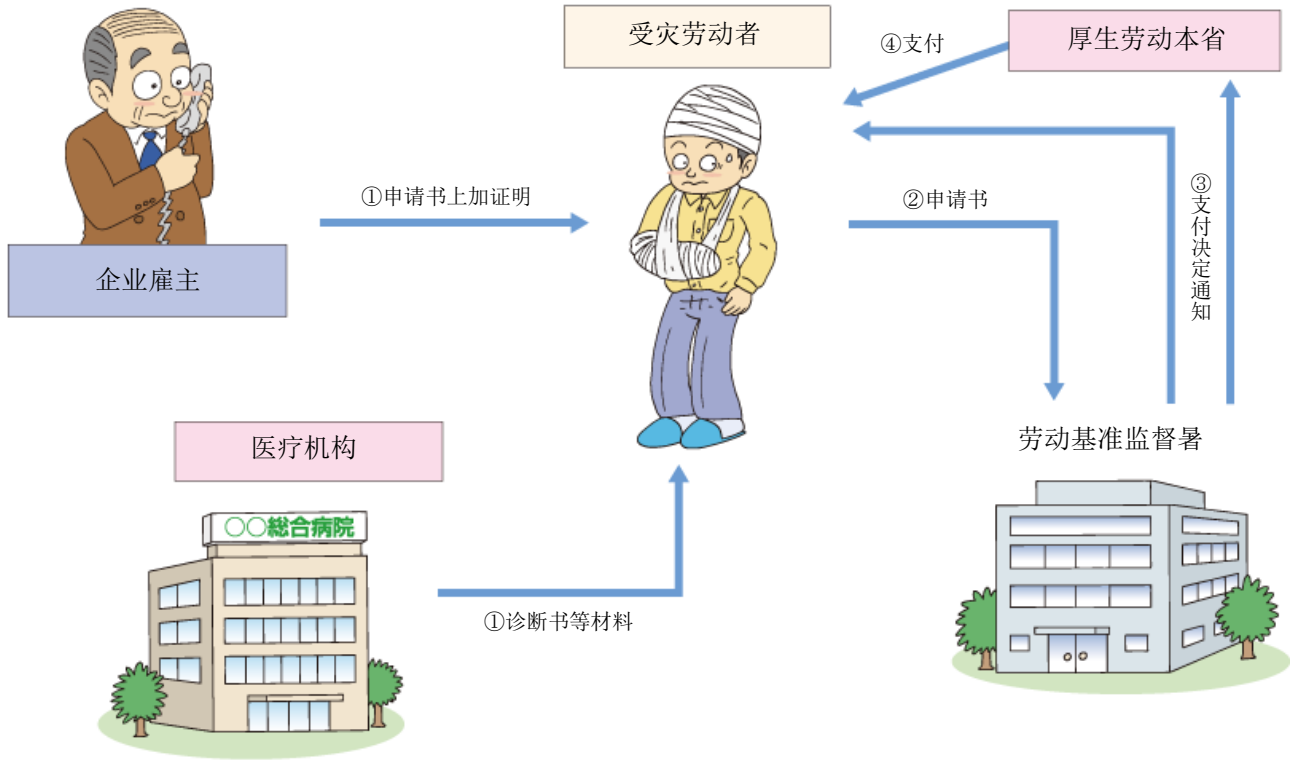 受灾劳动者
④支付
厚生劳动本省
①申请书上加证明
②申请书
③支付决定通知
企业雇主
医疗机构
劳动基准监督暑
〇〇総合病院
①诊断书等材料